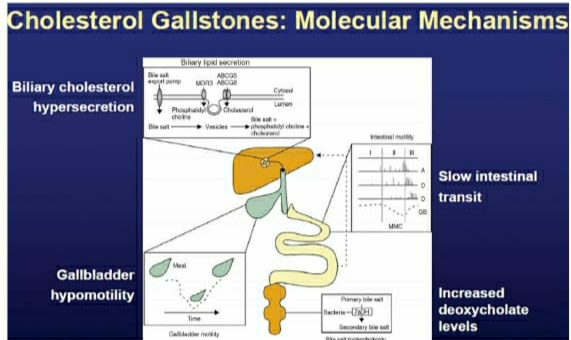 Cholesterol Gallstones: Molecular Mechanisms
Biliary lipid secretion
Biliary cholesterol
hypersecretion
Bile salt
export pump
MDR3
ABCG5
ABCG8
Cytosol
Lumen
Phosphatidyl
choline
Cholesterol
Bile salt
Vesicles
Bile salt +
phosphatidyl choline +
cholesterol
Intestinal motility
I II III
A
D
D
GB
MMC
Slow intestinal
transit
Gallbladder
hypomotility
Meal
Time
Gallbladder motility
Primary bile salt
Bacteria
Secondary bile salt
Increased
deoxycholate
levels